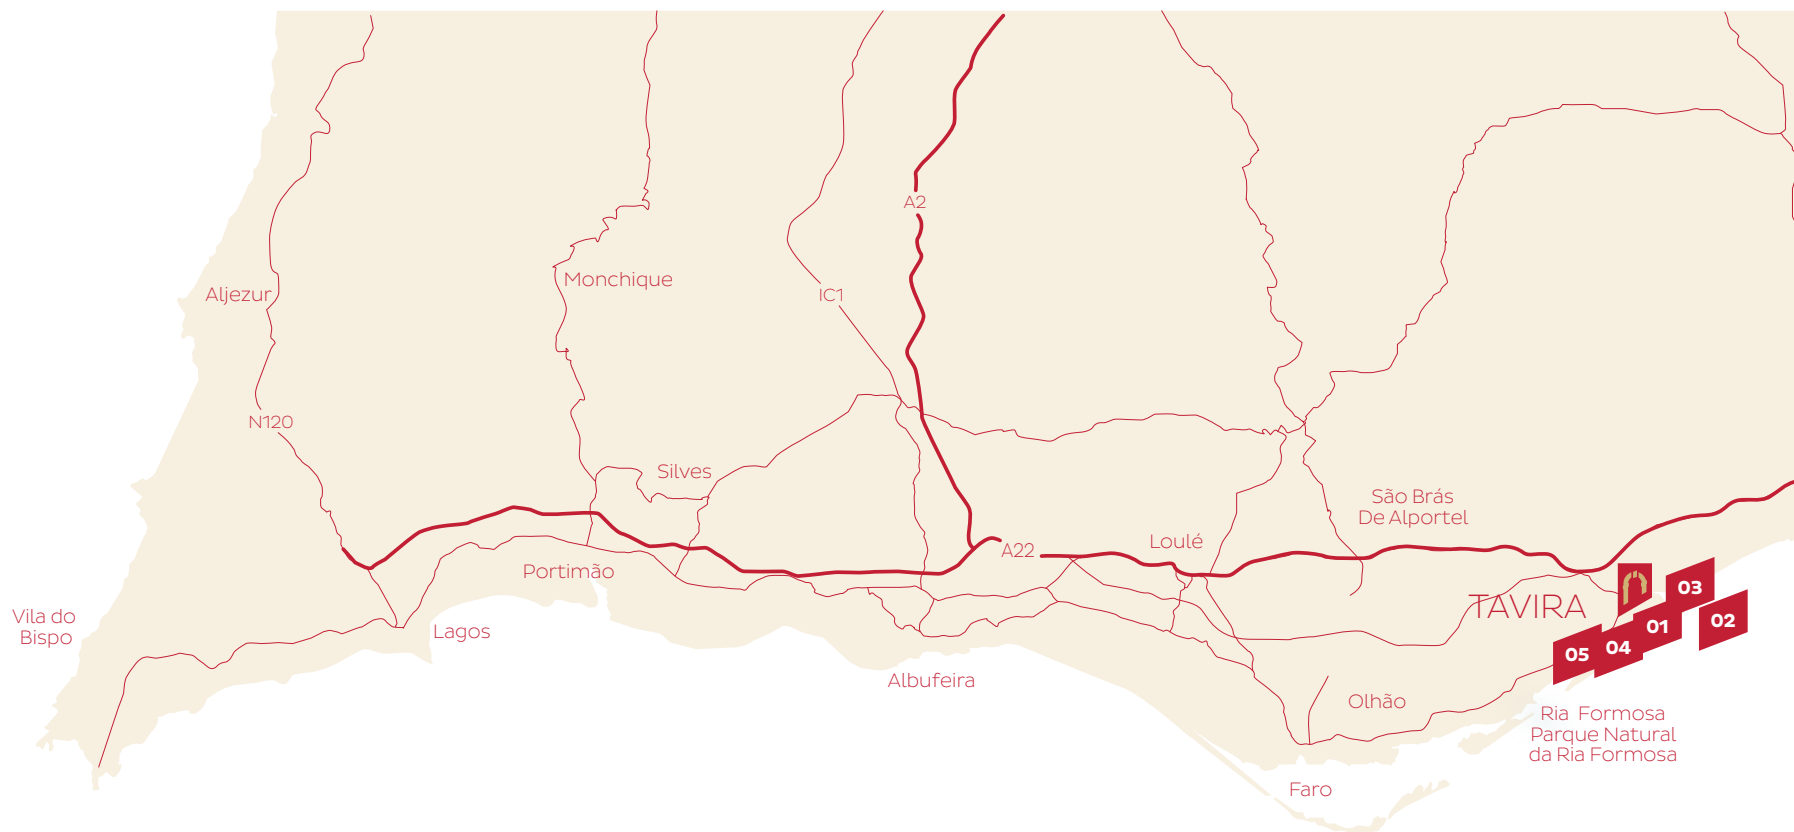 A2
Monchique
Aljezur
IC1
N120
Silves
São Brás
De Alportel
Loulé
A22
Portimão
TAVIRA
03
02
01
04
05
Vila do
Bispo
Lagos
Albufeira
Olhão
Ria Formosa
Parque Natural
da Ria Formosa
Faro